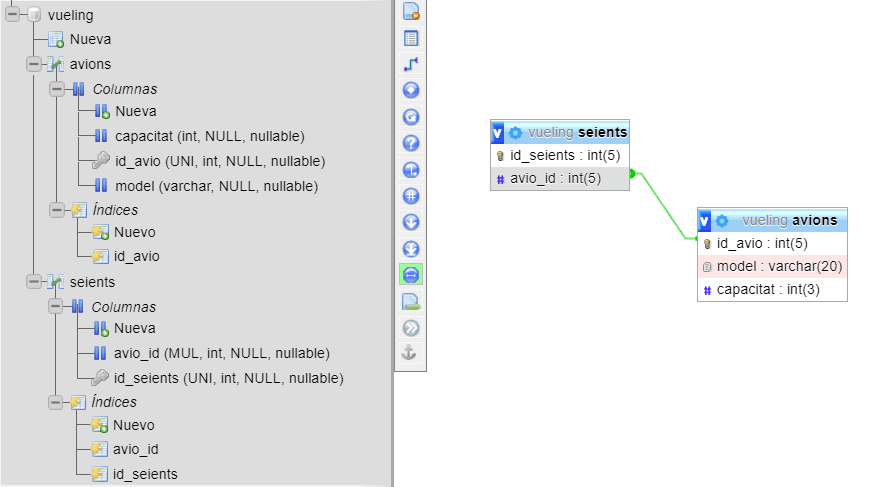 vueling
Nueva
avions
Columnas
Nueva
capacitat (int, NULL, nullable)
id_avio (UNI, int, NULL, nullable)
model (varchar, NULL, nullable)
Índices
Nuevo
id_avio
seients
Columnas
Nueva
avio_id (MUL, int, NULL, nullable)
id_seients (UNI, int, NULL, nullable)
Índices
Nuevo
avio_id
id_seients
v vueling seients
id_seients : int(5)
# avio_id : int(5)
v vueling avions
id_avio : int(5)
model : varchar(20)
# capacitat : int(3)